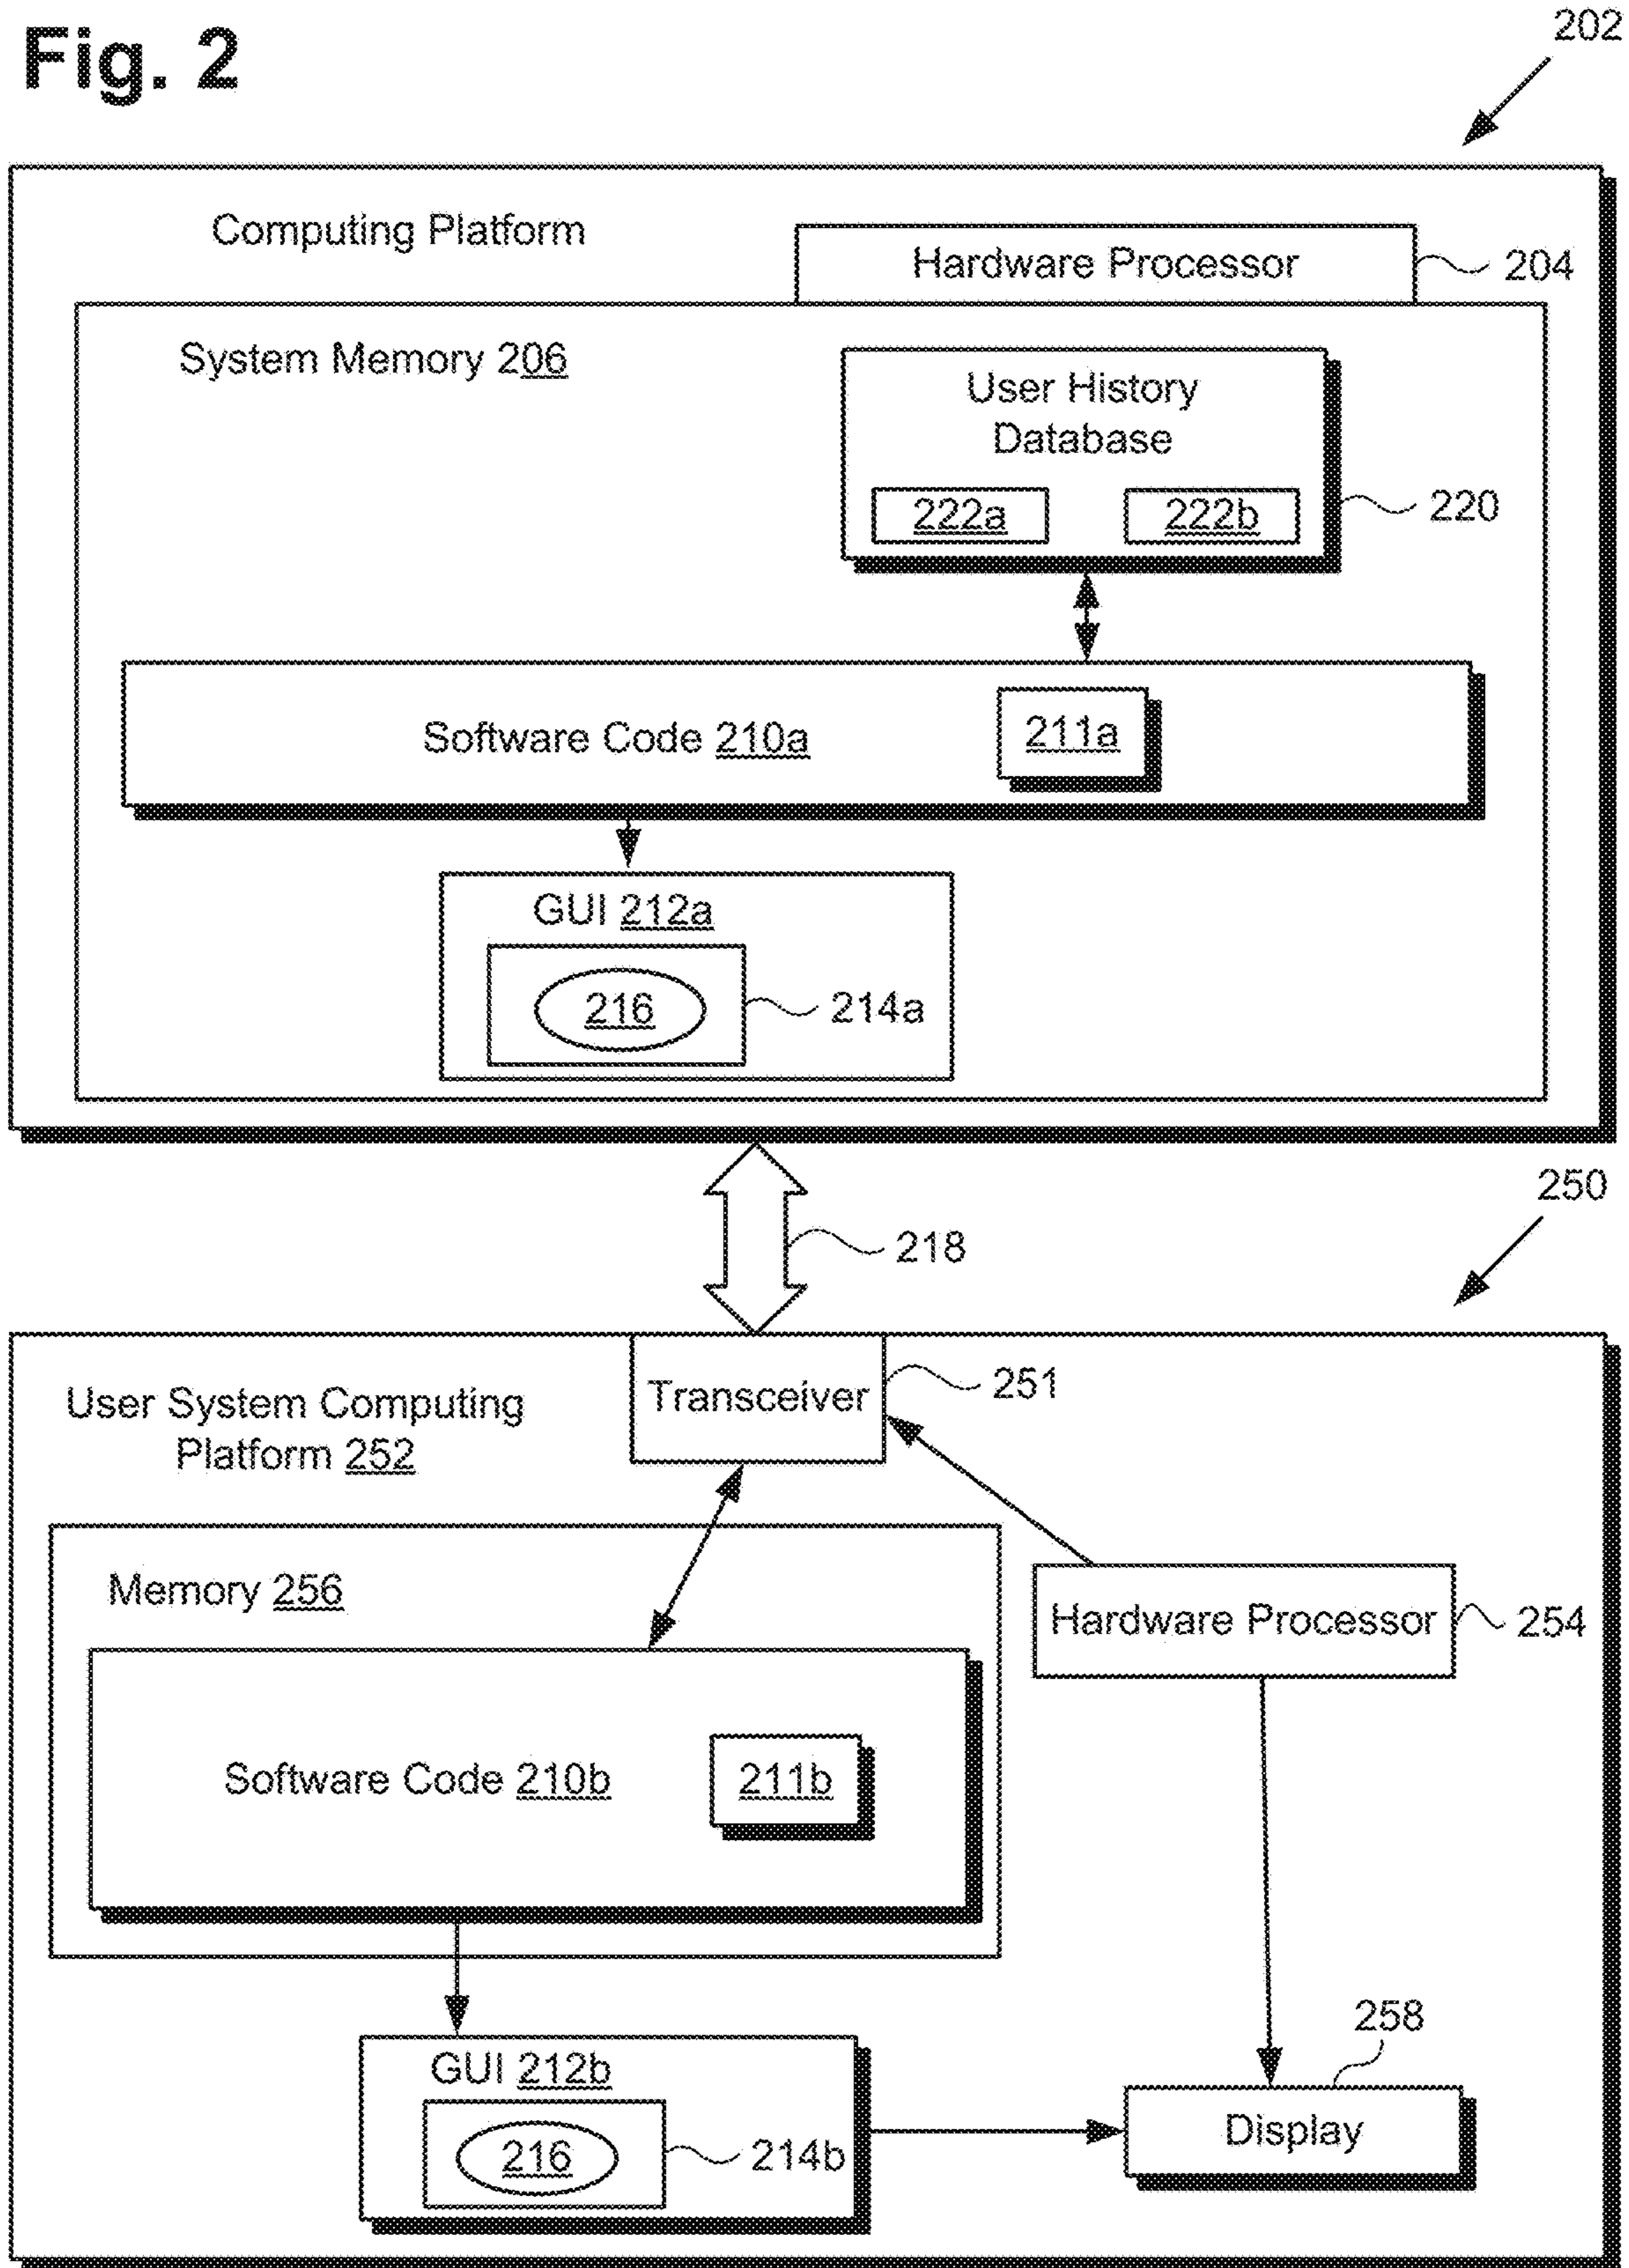 Fig. 2
202
Computing Platform
Hardware Processor
204
System Memory 206
User History
Database
222a
222b
220
Software Code 210a
211a
GUI 212a
216
214a
218
250
User System Computing
Platform 252
Transceiver
251
Memory 256
Hardware Processor
254
Software Code 210b
211b
GUI 212b
216
214b
258
Display